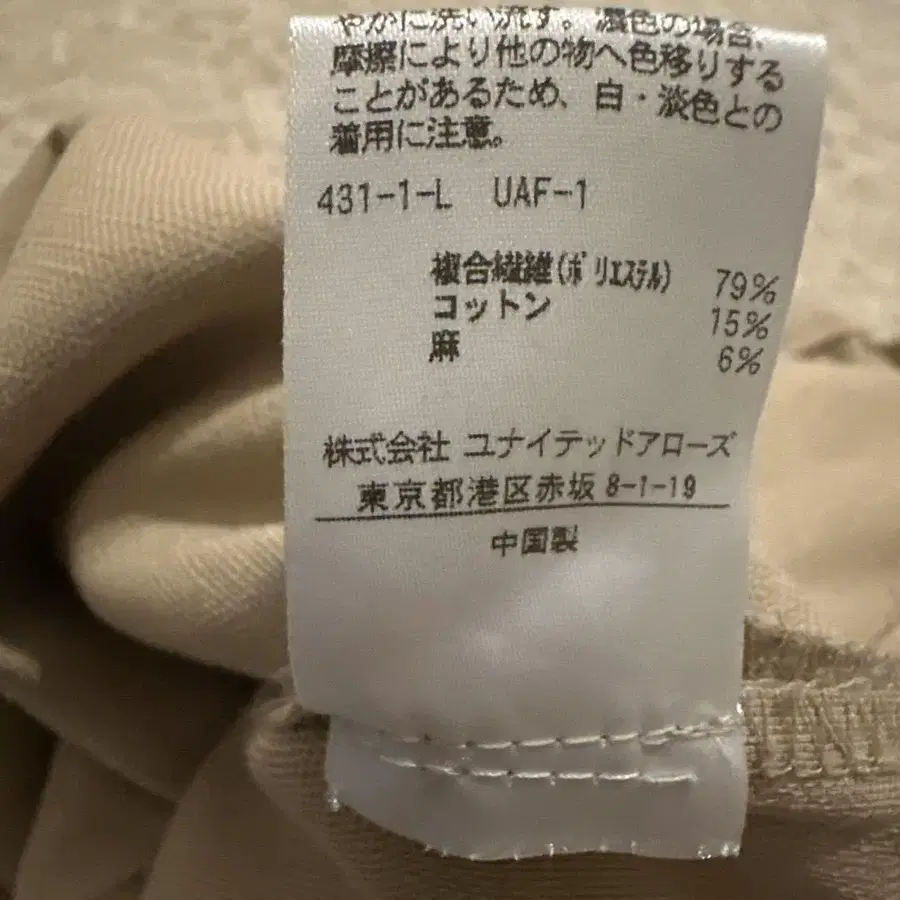 やかに洗い流す。濃色の場合、
摩擦により他の物へ色移りする
ことがあるため、白・淡色との
着用に注意。
431-1-L UAF-1
複合繊維(ポリエステル) 79%
コットン 15%
麻 6%
株式会社 ユナイテッドアローズ
東京都港区赤坂 8-1-19
中国製